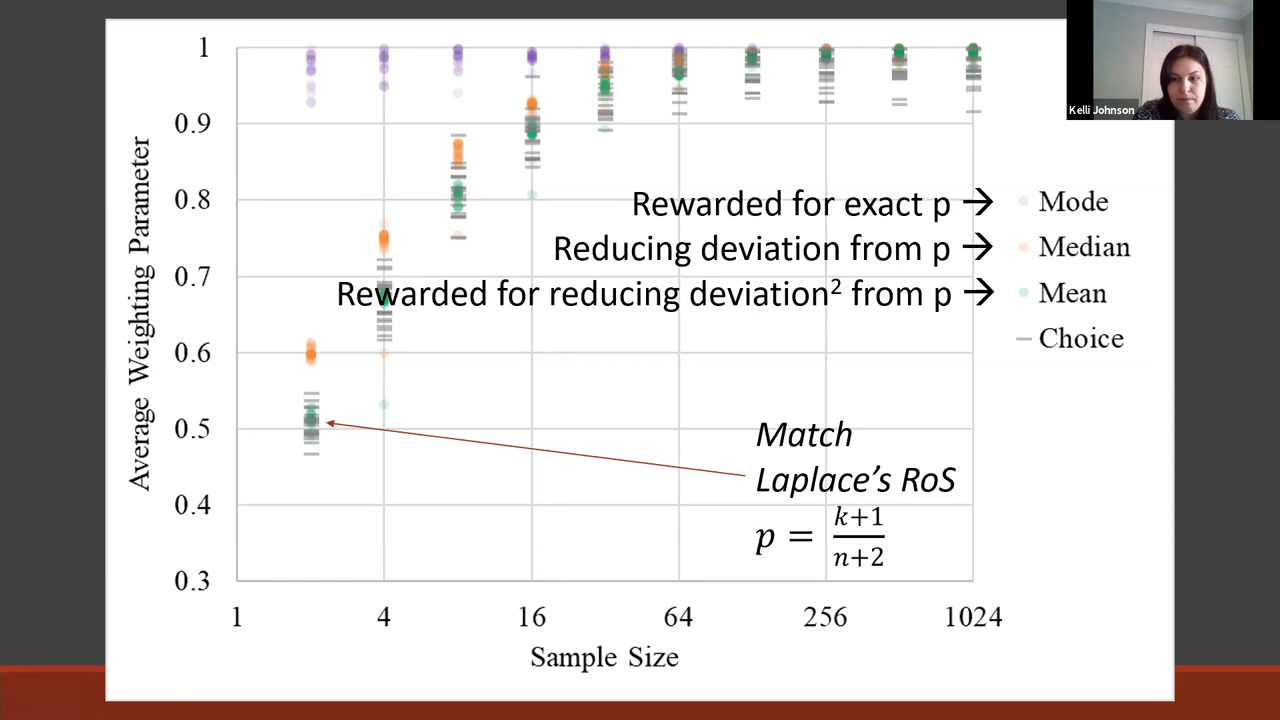 Kelli Johnson
1
0.9
0.8
0.7
0.6
0.5
0.4
0.3
Average Weighting Parameter
1 4 16 64 256 1024
Sample Size
Rewarded for exact p → Mode
Reducing deviation from p → Median
Rewarded for reducing deviation² from p → Mean
Choice
Match
Laplace’s RoS
p = k+1/n+2